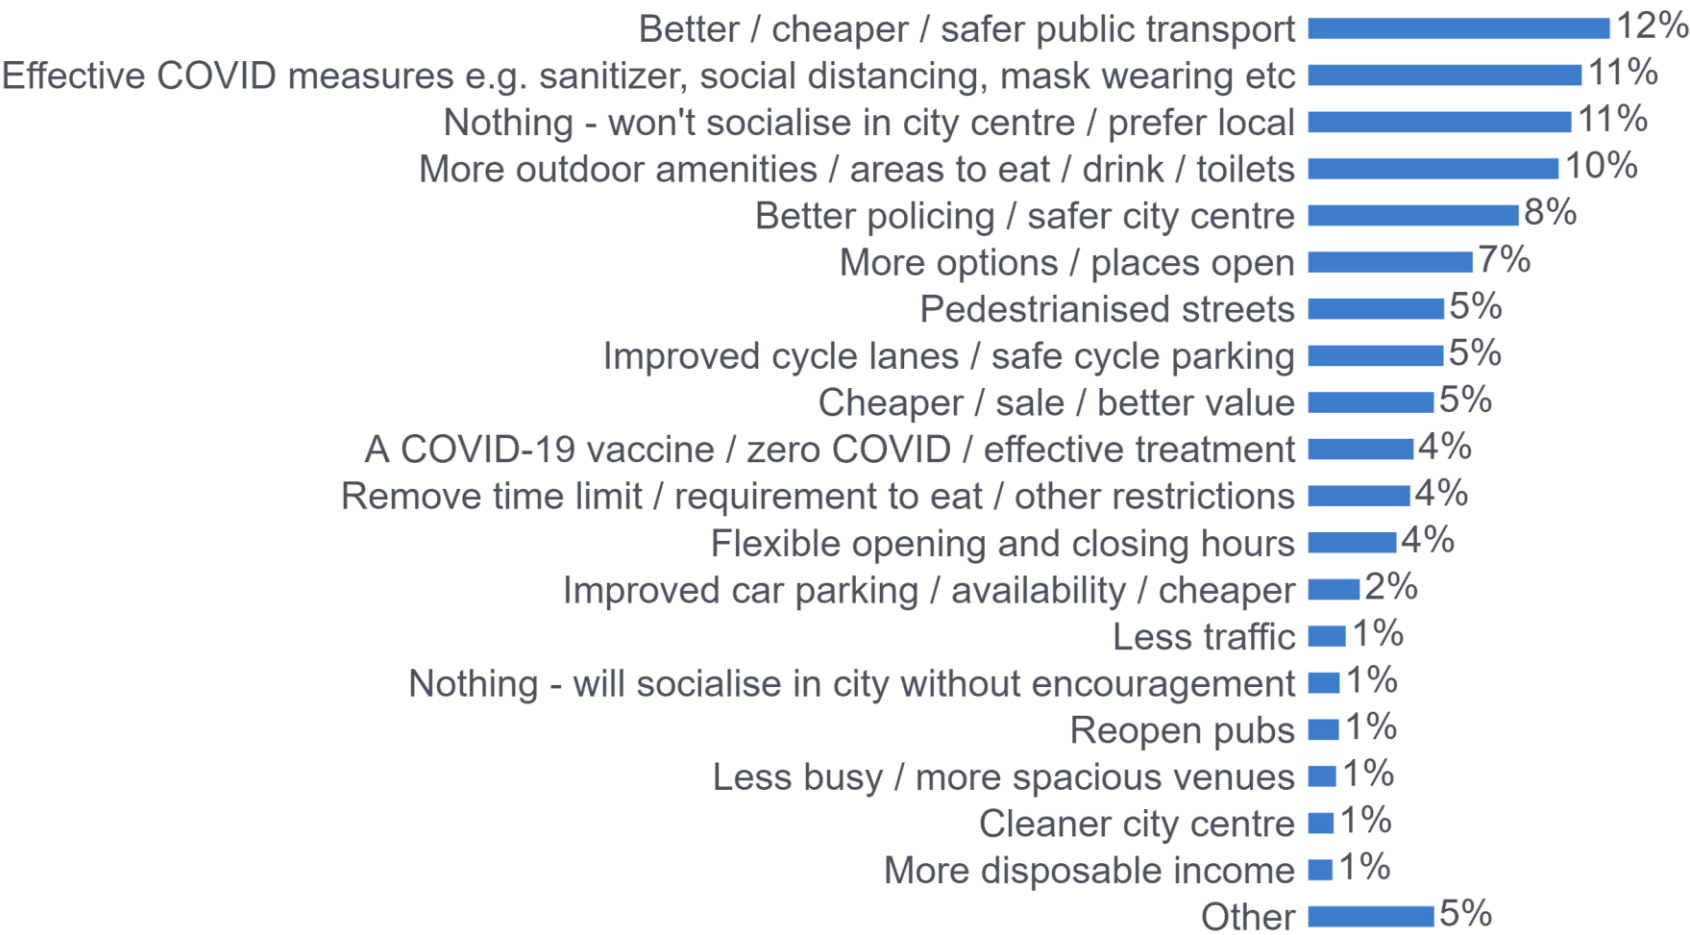 Better / cheaper / safer public transport 12%
Effective COVID measures e.g. sanitizer, social distancing, mask wearing etc 11%
Nothing - won't socialise in city centre / prefer local 11%
More outdoor amenities / areas to eat / drink / toilets 10%
Better policing / safer city centre 8%
More options / places open 7%
Pedestrianised streets 5%
Improved cycle lanes / safe cycle parking 5%
Cheaper / sale / better value 5%
A COVID-19 vaccine / zero COVID / effective treatment 4%
Remove time limit / requirement to eat / other restrictions 4%
Flexible opening and closing hours 4%
Improved car parking / availability / cheaper 2%
Less traffic 1%
Nothing - will socialise in city without encouragement 1%
Reopen pubs 1%
Less busy / more spacious venues 1%
Cleaner city centre 1%
More disposable income 1%
Other 5%